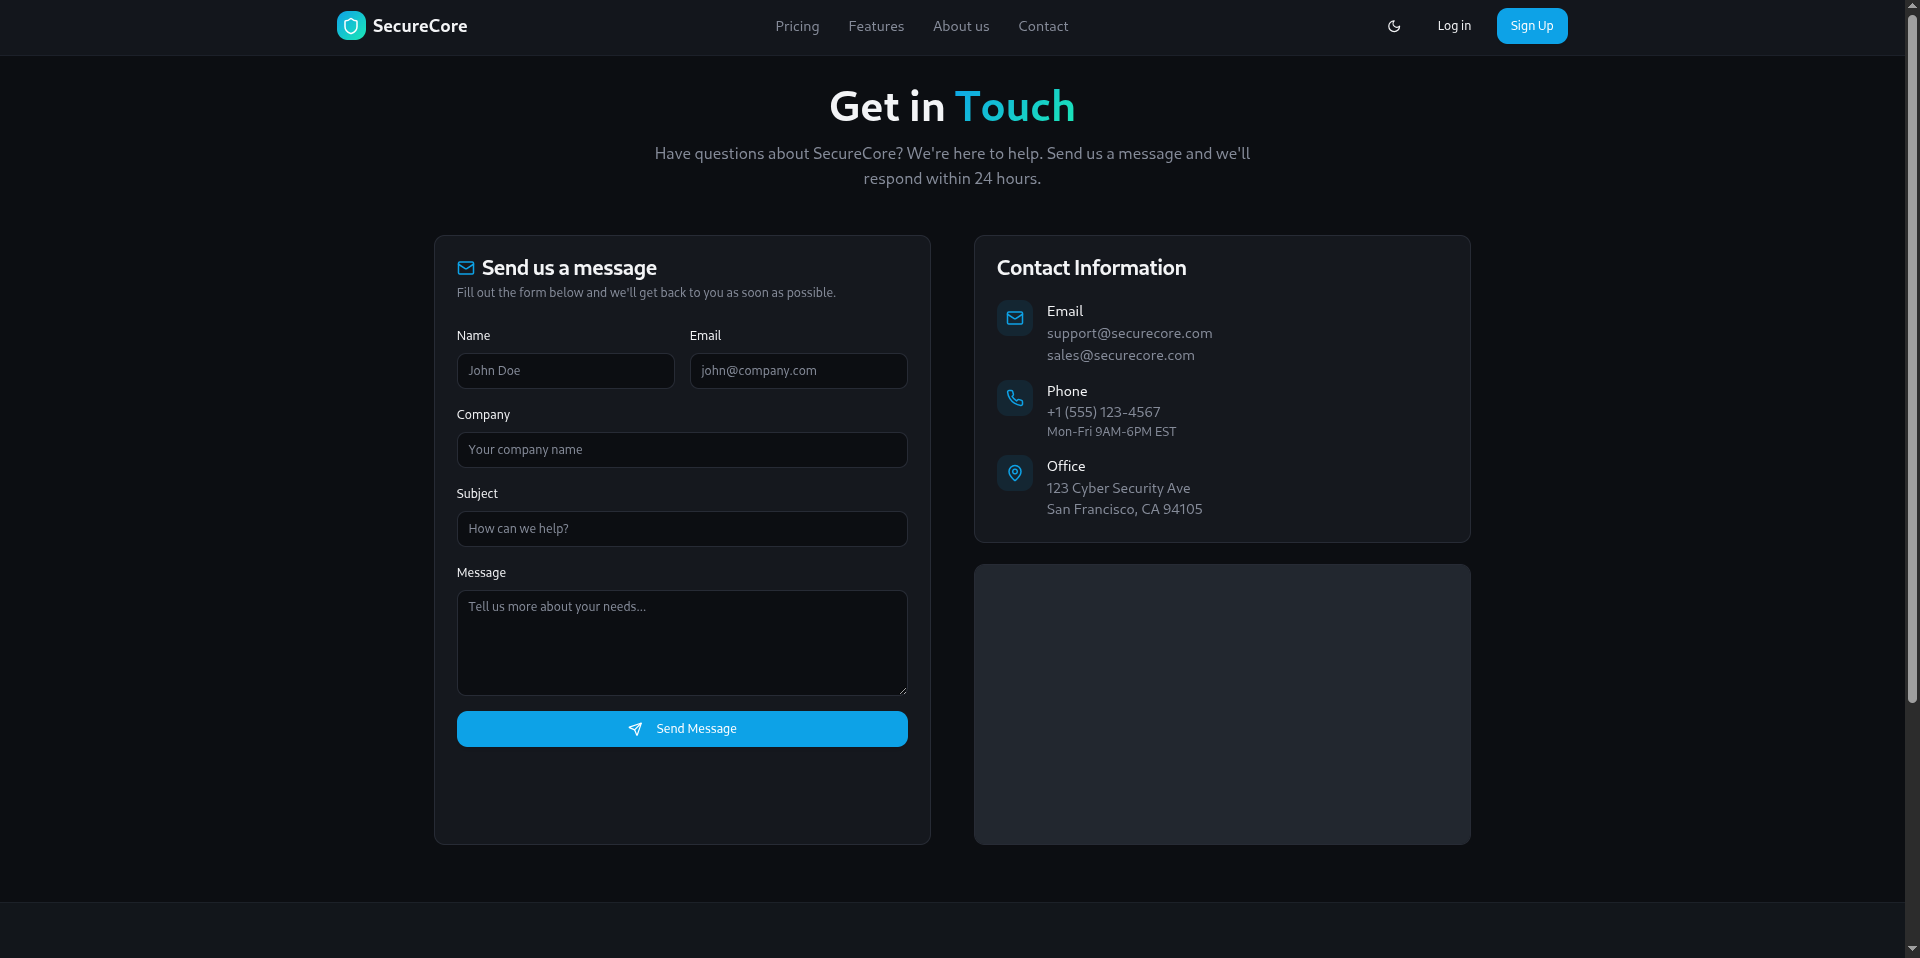 SecureCore
Pricing
Features
About us
Contact
Log in
Sign Up
Get in Touch
Have questions about SecureCore? We're here to help. Send us a message and we'll
respond within 24 hours.
Send us a message
Fill out the form below and we'll get back to you as soon as possible.
Name
Email
John Doe
john@company.com
Company
Your company name
Subject
How can we help?
Message
Tell us more about your needs...
Send Message
Contact Information
Email
support@securecore.com
sales@securecore.com
Phone
+1 (555) 123-4567
Mon-Fri 9AM-6PM EST
Office
123 Cyber Security Ave
San Francisco, CA 94105